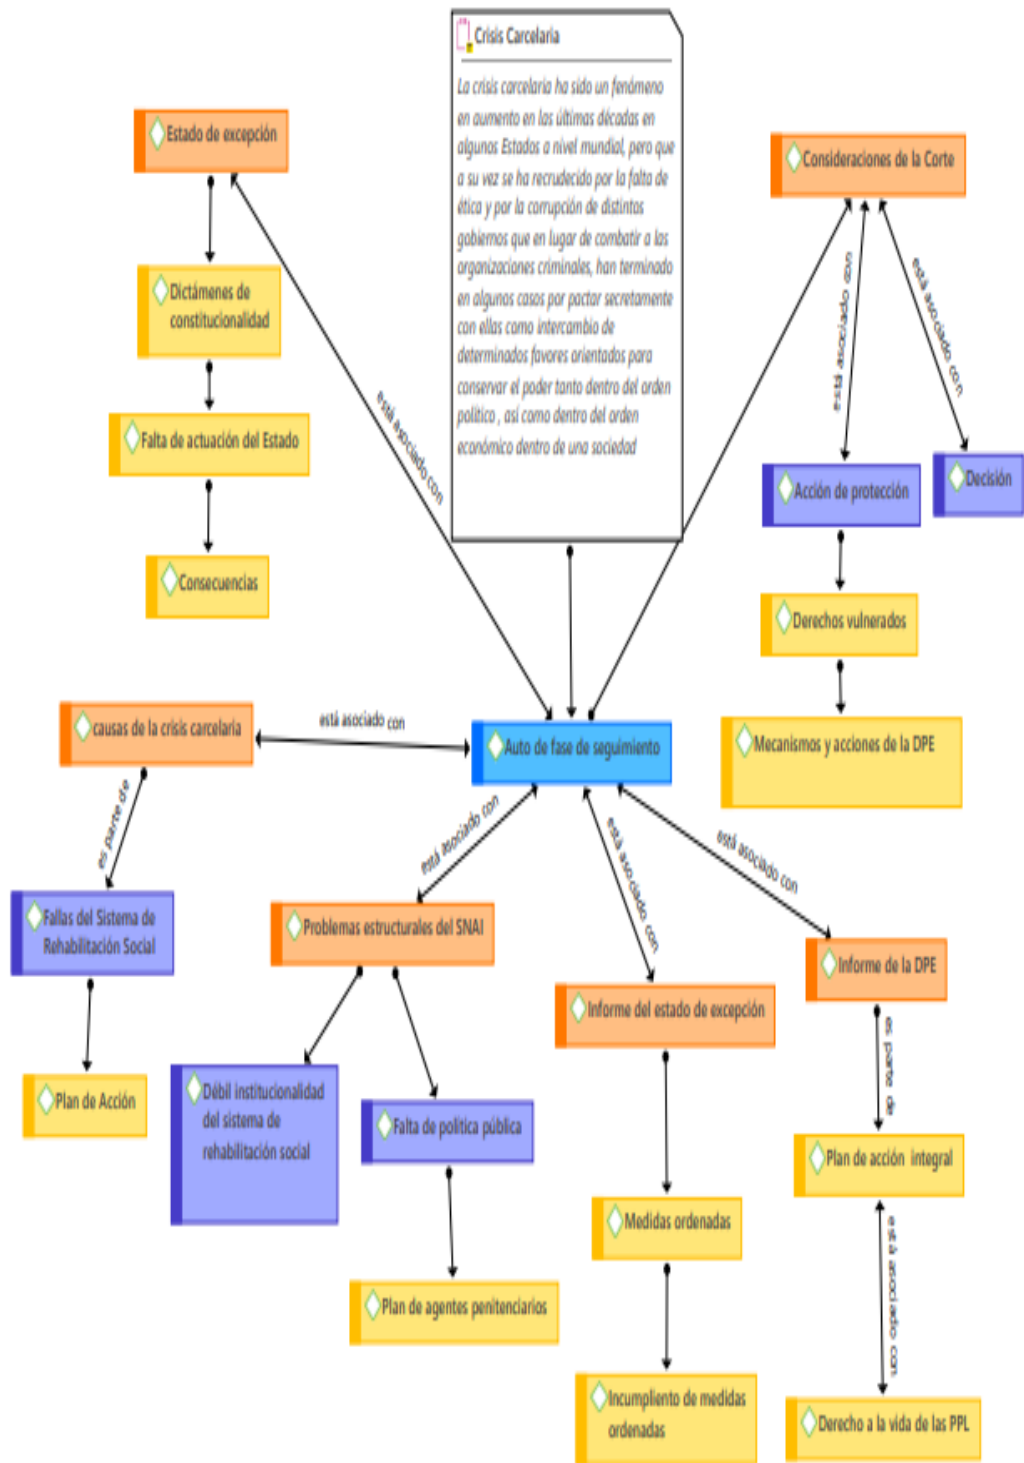 Crisis Carcelaria
La crisis carcelaria ha sido un fenómeno
en aumento en las últimas décadas en
algunos Estados a nivel mundial, pero que
a su vez se ha recrudecido por la falta de
ética y por la corrupción de distintos
gobiernos que en lugar de combatir a las
organizaciones criminales, han terminado
en algunos casos por pactar secretamente
con ellas como intercambio de
determinados favores orientados para
conservar el poder tanto dentro del orden
político , así como dentro del orden
económico dentro de una sociedad
Estado de excepción
Dictámenes de
constitucionalidad
Falta de actuación del Estado
Consecuencias
está asociado con
Consideraciones de la Corte
está asociado con
está asociado con
Acción de protección
Decisión
Derechos vulnerados
Mecanismos y acciones de la DPE
causas de la crisis carcelaria
está asociado con
Auto de fase de seguimiento
es parte de
Fallas del Sistema de
Rehabilitación Social
Plan de Acción
está asociado con
Problemas estructurales del SNAI
Débil institucionalidad
del sistema de
rehabilitación social
Falta de política pública
Plan de agentes penitenciarios
está asociado con
Informe del estado de excepción
Medidas ordenadas
Incumpliento de medidas
ordenadas
está asociado con
Informe de la DPE
es parte de
Plan de acción integral
está asociado con
Derecho a la vida de las PPL